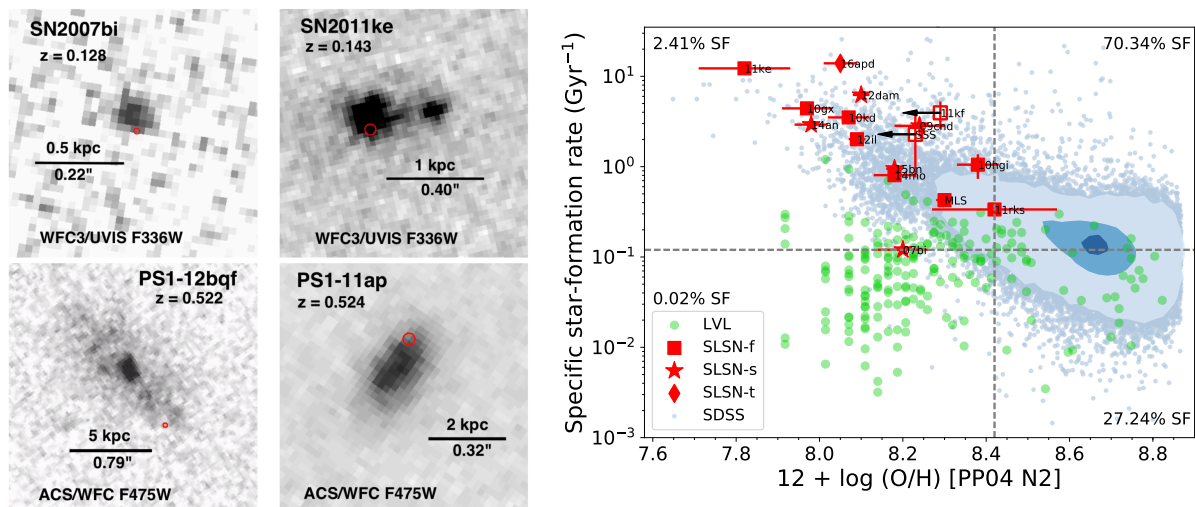 SN2007bi
z = 0.128
0.5 kpc
0.22"
WFC3/UVIS F336W
SN2011ke
z = 0.143
1 kpc
0.40"
WFC3/UVIS F336W
PS1-12bqf
z = 0.522
5 kpc
0.79"
ACS/WFC F475W
PS1-11ap
z = 0.524
2 kpc
0.32"
ACS/WFC F475W
Specific star-formation rate (Gyr⁻¹)
10¹
10⁰
10⁻¹
10⁻²
10⁻³
2.41% SF
70.34% SF
11ke
16apd
12dam
10gx
11kf
10kd
14an
09cnd
SSS
12il
15bn
14mo
10hgi
MLS
11rks
07bi
0.02% SF
27.24% SF
LVL
SLSN-f
SLSN-s
SLSN-t
SDSS
7.6 7.8 8.0 8.2 8.4 8.6 8.8
12 + log (O/H) [PP04 N2]